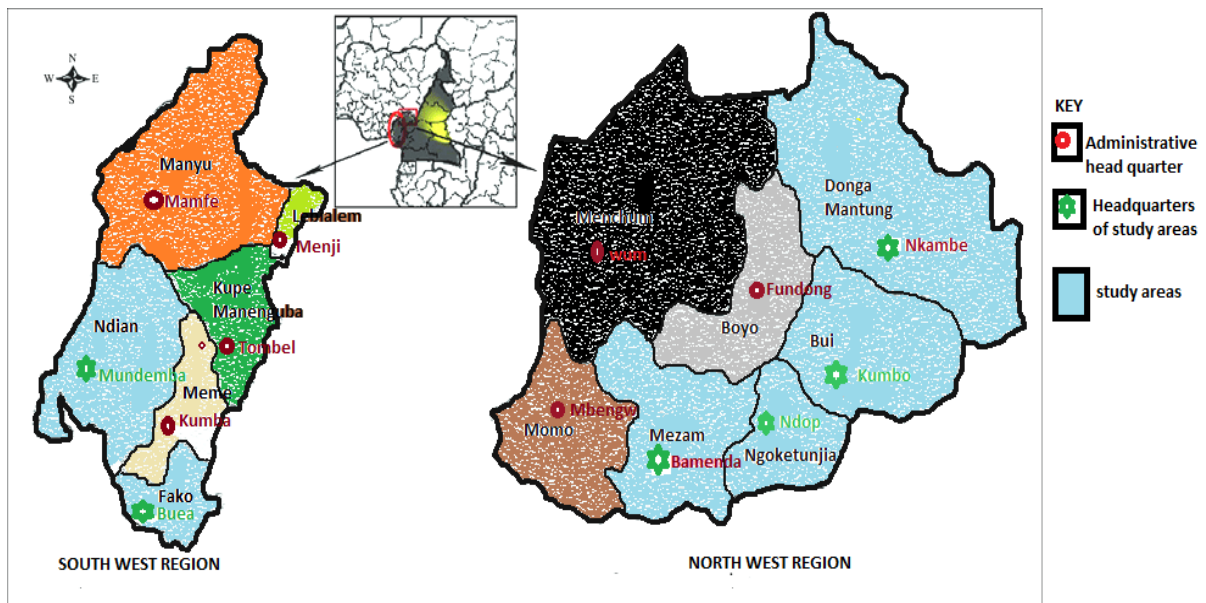 N
W E
S
Manyu
Mamfe
Leblalem
Menji
Kupe
Manenguba
Ndian
Tombel
Mundemba
Meme
Kumba
Fako
Buea
SOUTH WEST REGION
Menchum
wum
Donga
Mantung
Nkambe
Fundong
Boyo
Bui
Kumbo
Mbengw
Momo
Mezam
Bamenda
Ndop
Ngoketunjia
NORTH WEST REGION
KEY
Administrative
head quarter
Headquarters
of study areas
study areas